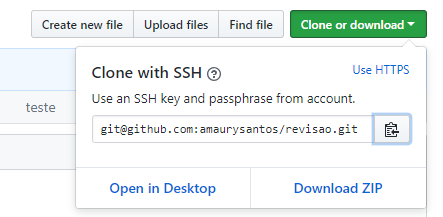 Create new file Upload files Find file Clone or download
teste
Clone with SSH
Use HTTPS
Use an SSH key and passphrase from account.
git@github.com:amaurysantos/revisao.git
Open in Desktop Download ZIP